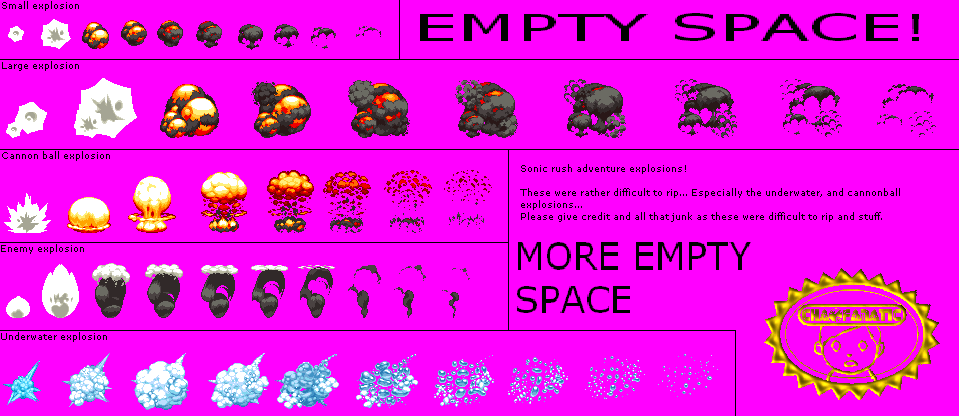 Small explosion
EMPTY SPACE!
Large explosion
Cannon ball explosion
Sonic rush adventure explosions!
These were rather difficult to rip... Especially the underwater, and cannonball
explosions...
Please give credit and all that junk as these were difficult to rip and stuff.
Enemy explosion
MORE EMPTY
SPACE
Underwater explosion